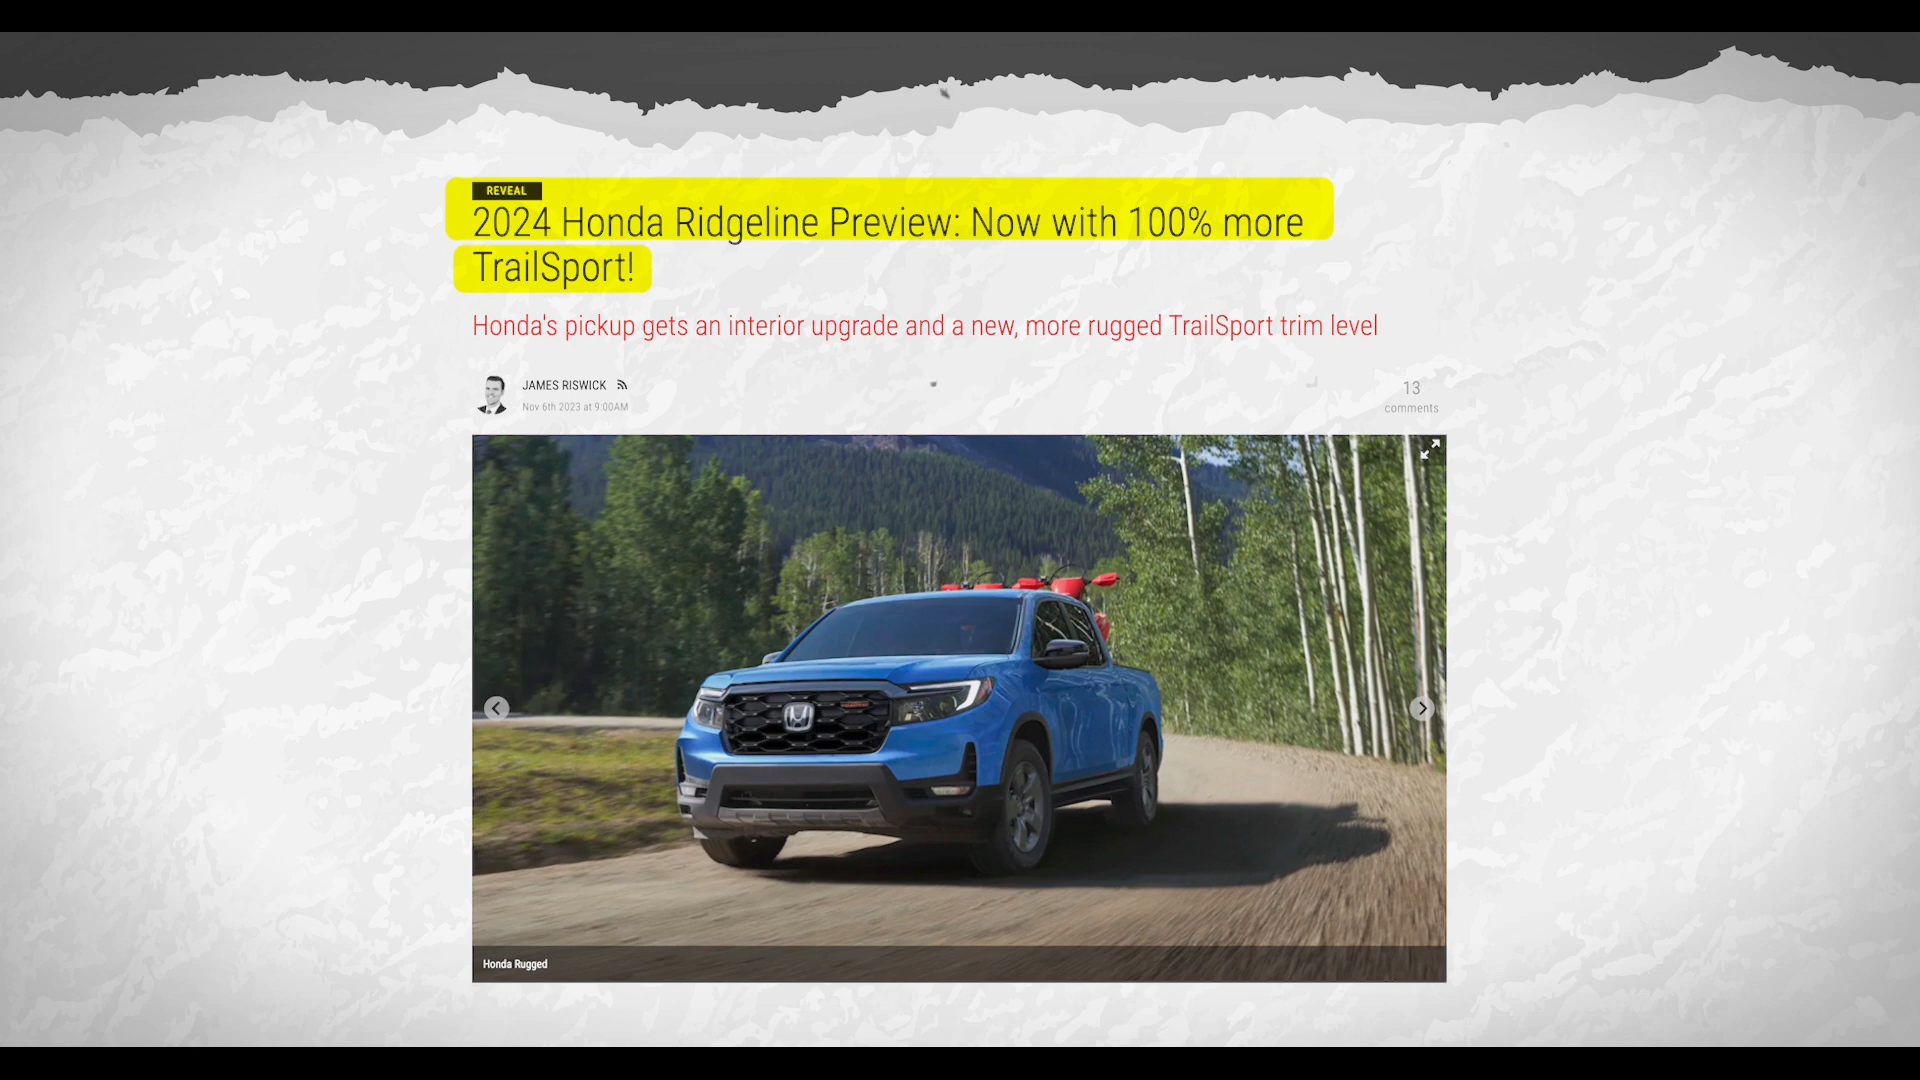 REVEAL
2024 Honda Ridgeline Preview: Now with 100% more
TrailSport!
Honda's pickup gets an interior upgrade and a new, more rugged TrailSport trim level
JAMES RISWICK
Nov 6th 2023 at 9:00AM
13
comments
Honda Rugged